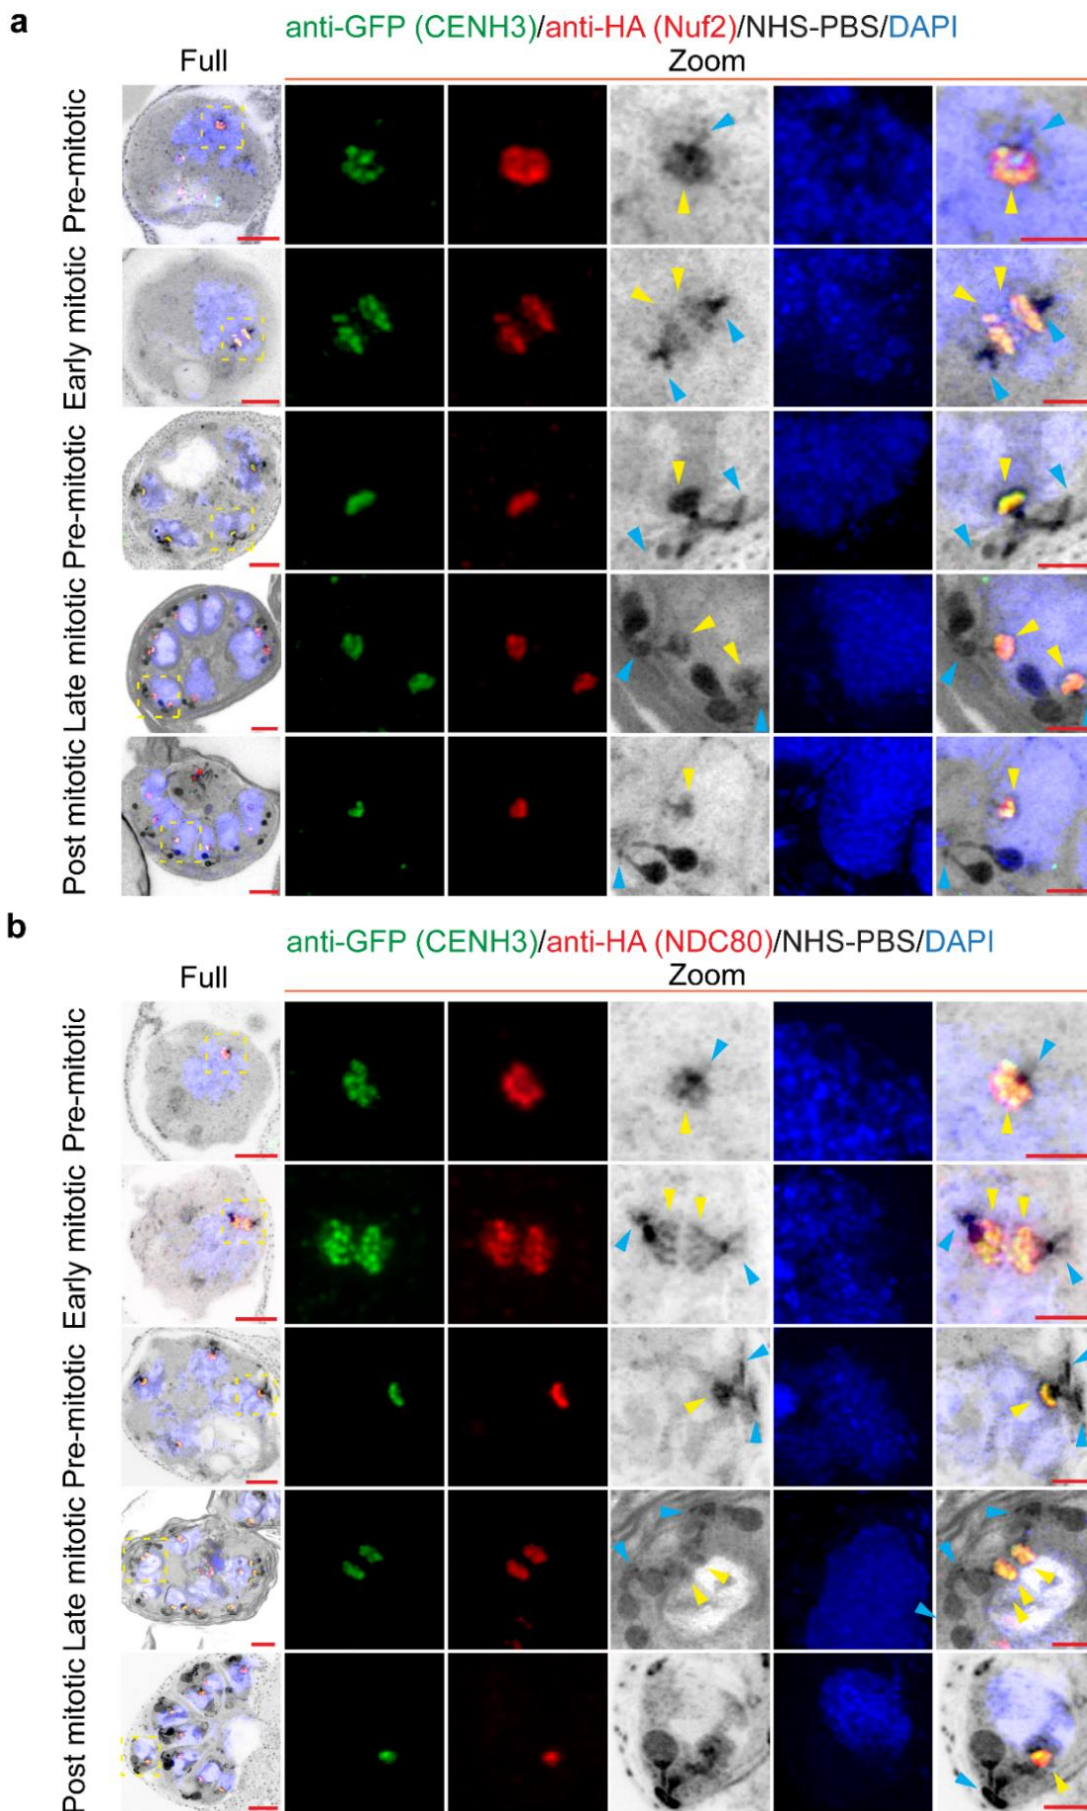 a
anti-GFP (CENH3)/anti-HA (Nuf2)/NHS-PBS/DAPI
Full
Zoom
Pre-mitotic
Early mitotic
Pre-mitotic
Late mitotic
Post mitotic
b
anti-GFP (CENH3)/anti-HA (NDC80)/NHS-PBS/DAPI
Full
Zoom
Pre-mitotic
Early mitotic
Pre-mitotic
Late mitotic
Post mitotic